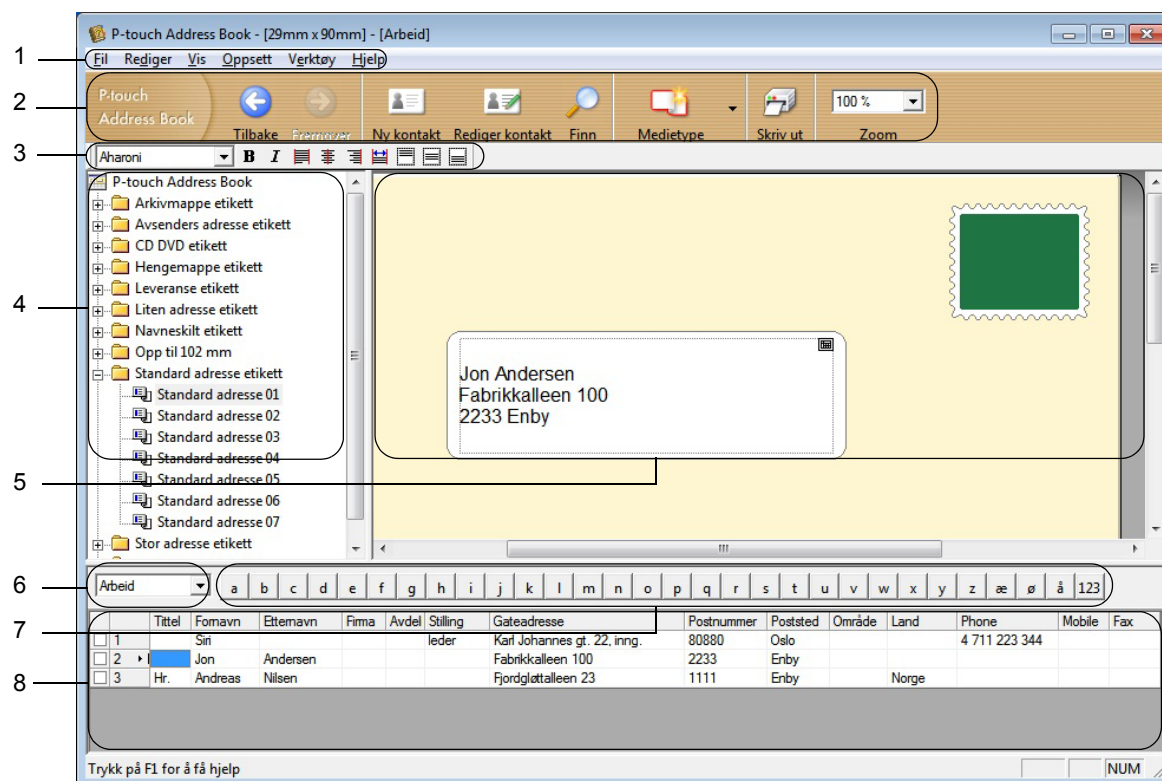 P-touch Address Book - [29mm x 90mm] - [Arbeid]
1
Fil Rediger Vis Oppsett Verktøy Hjelp
2
P-touch
Address Book
100 %
Tilbake Fremover Ny kontakt Rediger kontakt Finn Medietype Skriv ut Zoom
3
Aharoni B I
P-touch Address Book
Arkivmappe etikett
Avsenders adresse etikett
CD DVD etikett
Hengemappe etikett
Leveranse etikett
4
Liten adresse etikett
Navneskilt etikett
Opp til 102 mm
Standard adresse etikett
Standard adresse 01
Standard adresse 02
Standard adresse 03
Standard adresse 04
Standard adresse 05
Standard adresse 06
Standard adresse 07
Stor adresse etikett
Jon Andersen
Fabrikkalleen 100
2233 Enby
5
6
Arbeid a b c d e f g h i j k l m n o p q r s t u v w x y z æ ø å 123
7
Tittel Fornavn Etternavn Firma Avdel Stilling Gateadresse Postnummer Poststed Område Land Phone Mobile Fax
1 Siri leder Karl Johannes gt. 22, inng. 80880 Oslo 4 711 223 344
2 Jon Andersen Fabrikkalleen 100 2233 Enby
8
3 Hr. Andreas Nilsen Fjordgløttalleen 23 1111 Enby Norge
Trykk på F1 for å få hjelp NUM